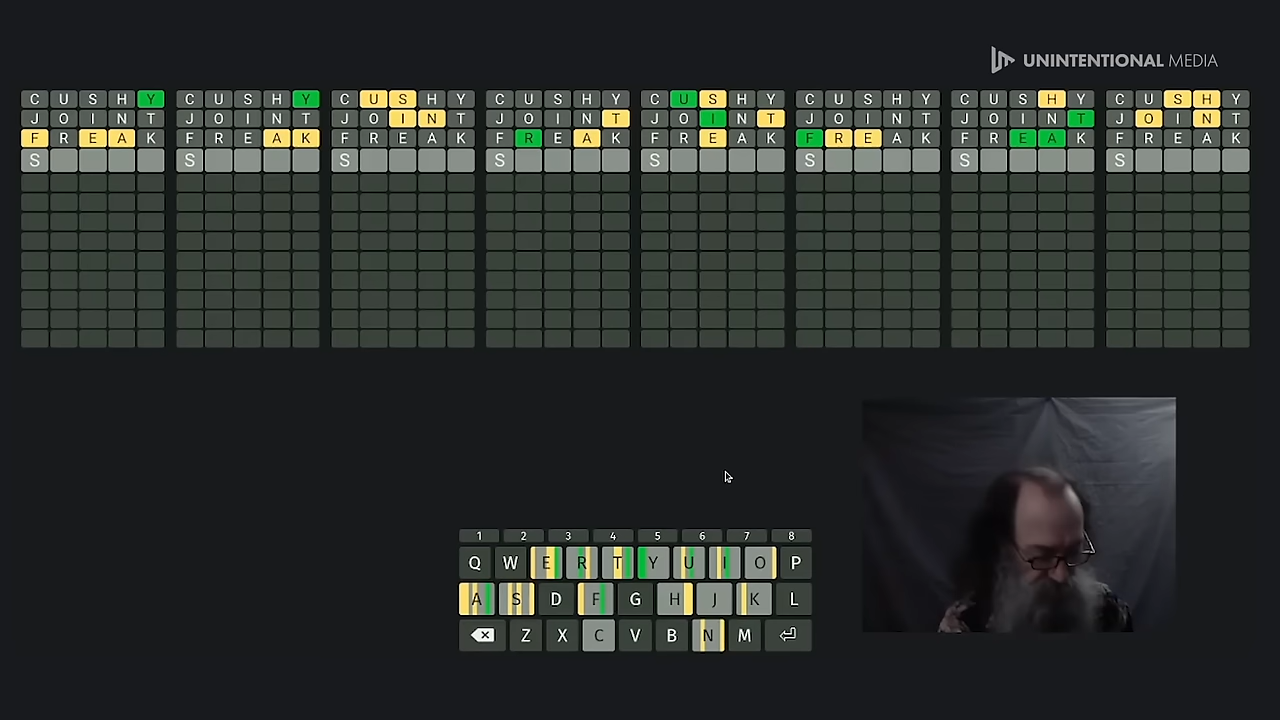 UNINTENTIONAL MEDIA
C U S H Y C U S H Y C U S H Y C U S H Y C U S H Y C U S H Y C U S H Y C U S H Y
J O I N T J O I N T J O I N T J O I N T J O I N T J O I N T J O I N T J O I N T
F R E A K F R E A K F R E A K F R E A K F R E A K F R E A K F R E A K F R E A K
S S S S S S S S
1 2 3 4 5 6 7 8
Q W E R T Y U I O P
A S D F G H J K L
Z X C V B N M